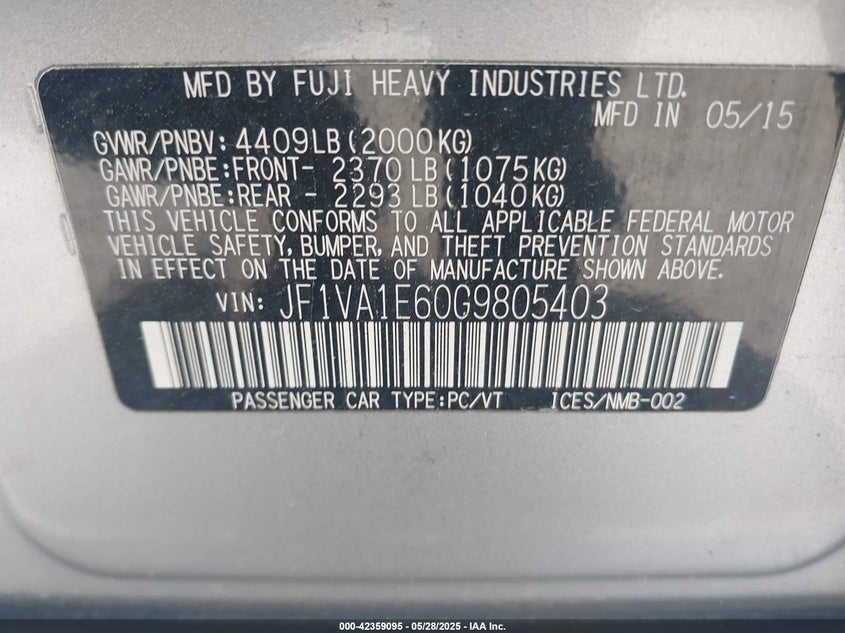 MFD BY FUJI HEAVY INDUSTRIES LTD.
MFD IN 05/15
GVWR/PNBV: 4409LB(2000KG)
GAWR/PNBE:FRONT- 2370LB(1075KG)
GAWR/PNBE:REAR - 2293LB(1040KG)
THIS VEHICLE CONFORMS TO ALL APPLICABLE FEDERAL MOTOR
VEHICLE SAFETY, BUMPER, AND THEFT PREVENTION STANDARDS
IN EFFECT ON THE DATE OF MANUFACTURE SHOWN ABOVE.
VIN: JF1VA1E60G9805403
PASSENGER CAR TYPE:PC/VT ICES/NMB-002
000-42359095 - 05/28/2025 - IAA Inc.